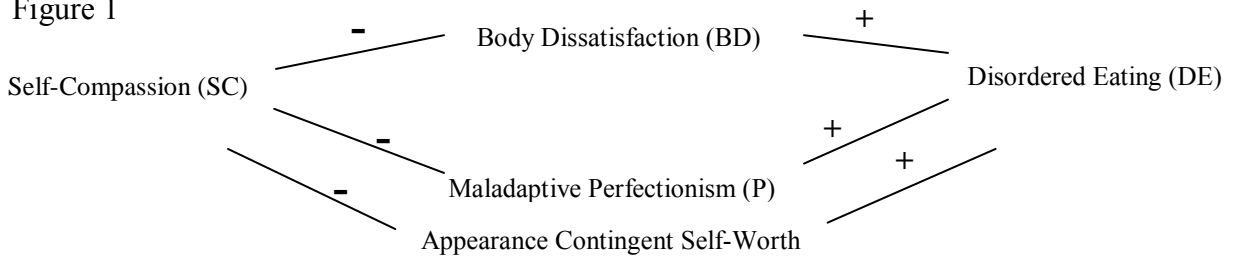 Figure 1
- Body Dissatisfaction (BD) +
Self-Compassion (SC) Disordered Eating (DE)
- +
- Maladaptive Perfectionism (P) +
Appearance Contingent Self-Worth